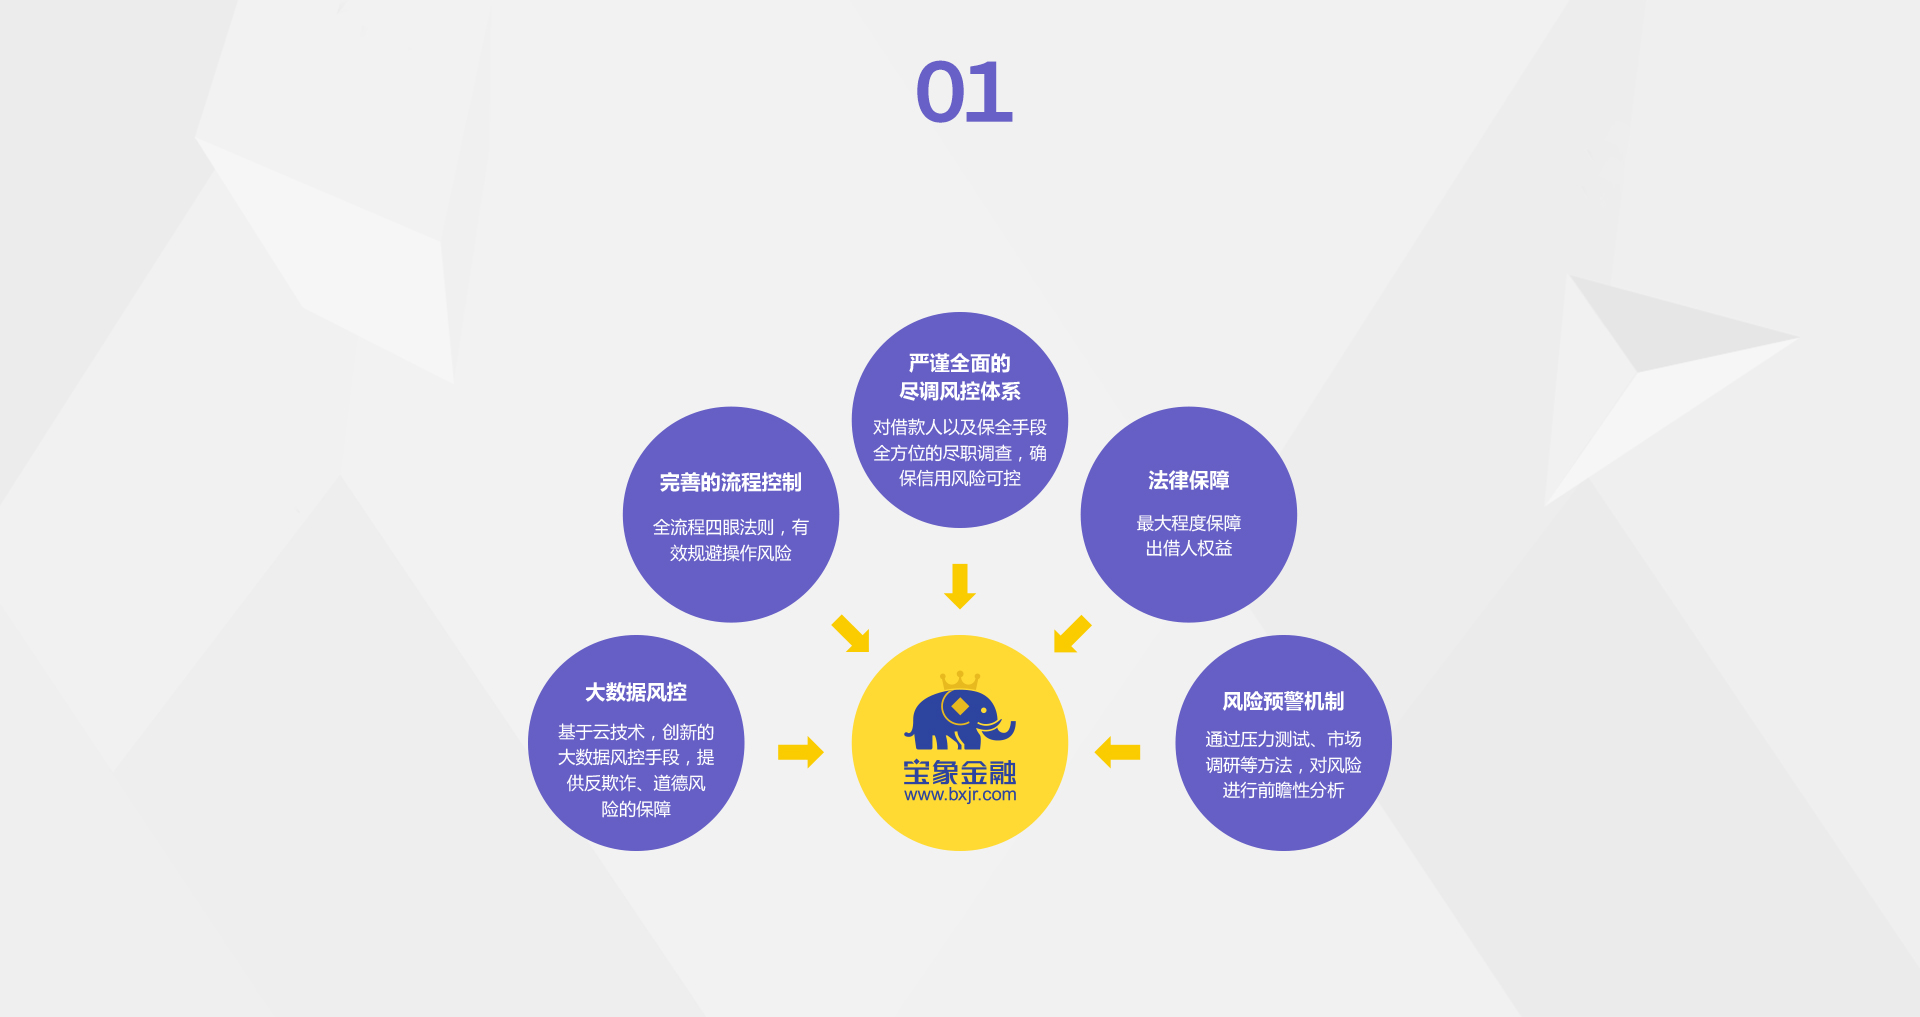 01
严谨全面的
尽调风控体系
对借款人以及保全手段
全方位的尽职调查，确
保信用风险可控
完善的流程控制
全流程四眼法则，有
效规避操作风险
法律保障
最大程度保障
出借人权益
大数据风控
基于云技术，创新的
大数据风控手段，提
供反欺诈、道德风
险的保障
宝象金融
www.bxjr.com
风险预警机制
通过压力测试、市场
调研等方法，对风险
进行前瞻性分析